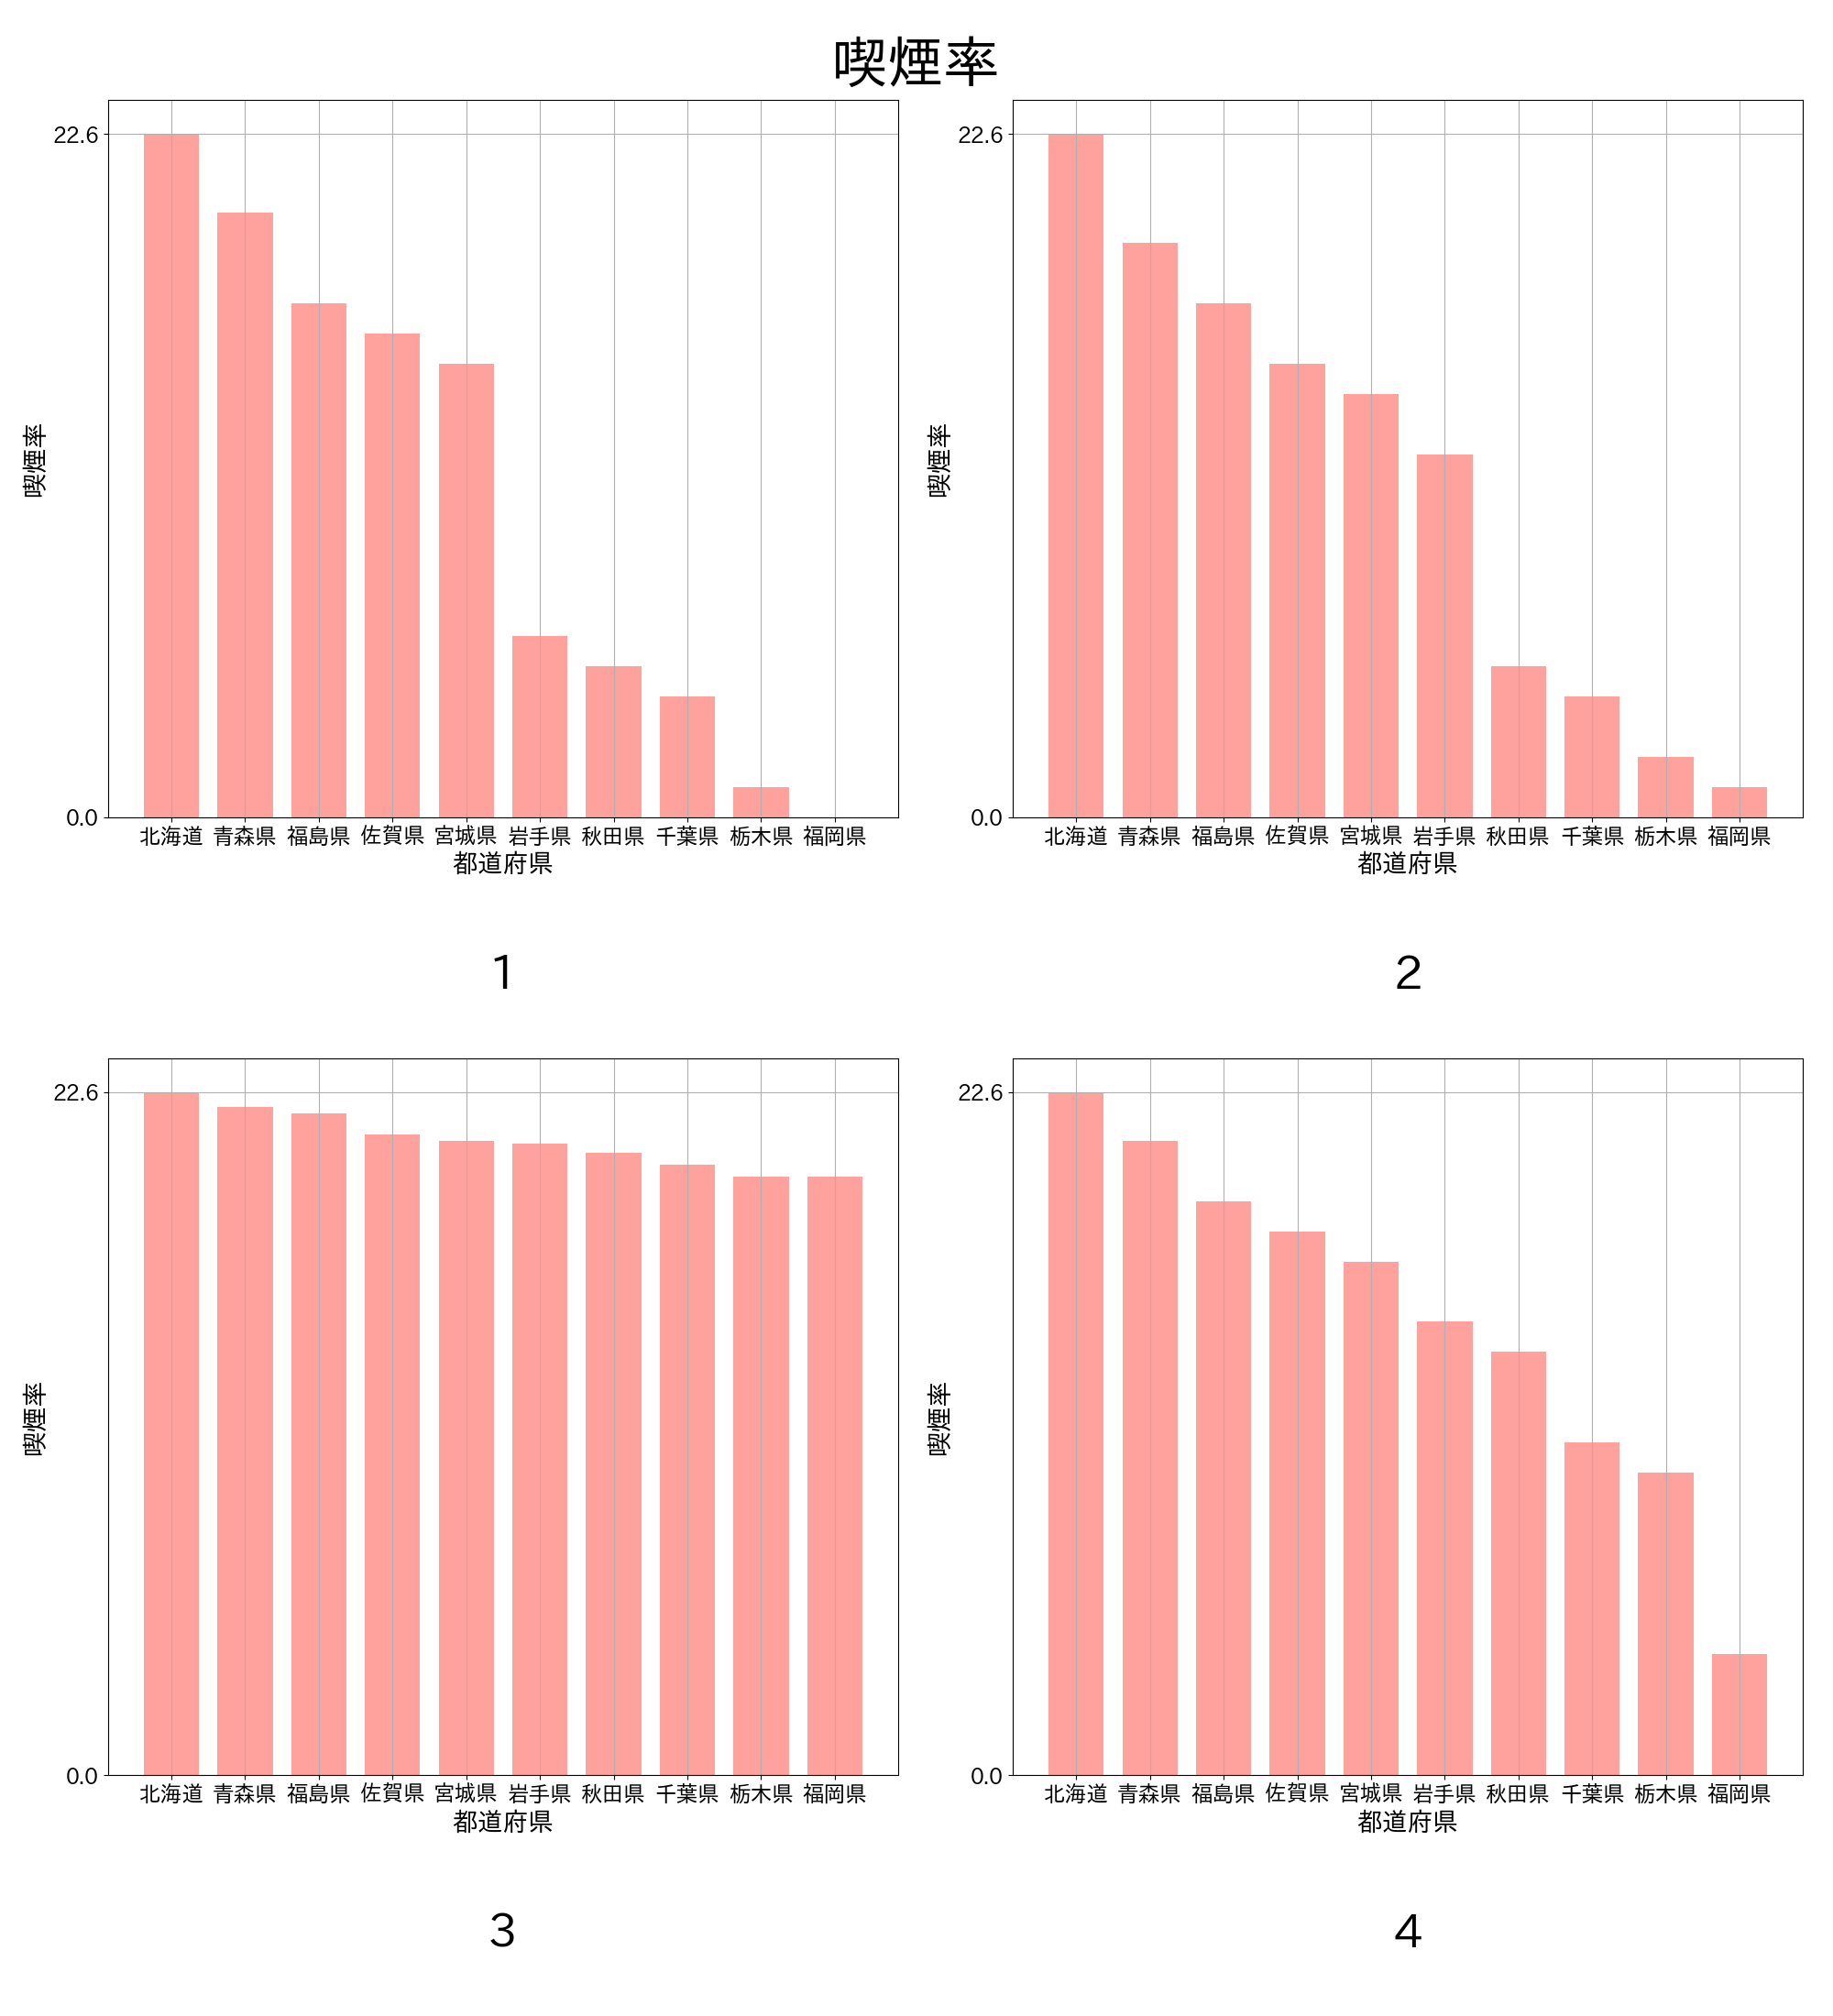 喫煙率
22.6
喫煙率
0.0
北海道 青森県 福島県 佐賀県 宮城県 岩手県 秋田県 千葉県 栃木県 福岡県
都道府県
1
22.6
喫煙率
0.0
北海道 青森県 福島県 佐賀県 宮城県 岩手県 秋田県 千葉県 栃木県 福岡県
都道府県
2
22.6
喫煙率
0.0
北海道 青森県 福島県 佐賀県 宮城県 岩手県 秋田県 千葉県 栃木県 福岡県
都道府県
3
22.6
喫煙率
0.0
北海道 青森県 福島県 佐賀県 宮城県 岩手県 秋田県 千葉県 栃木県 福岡県
都道府県
4